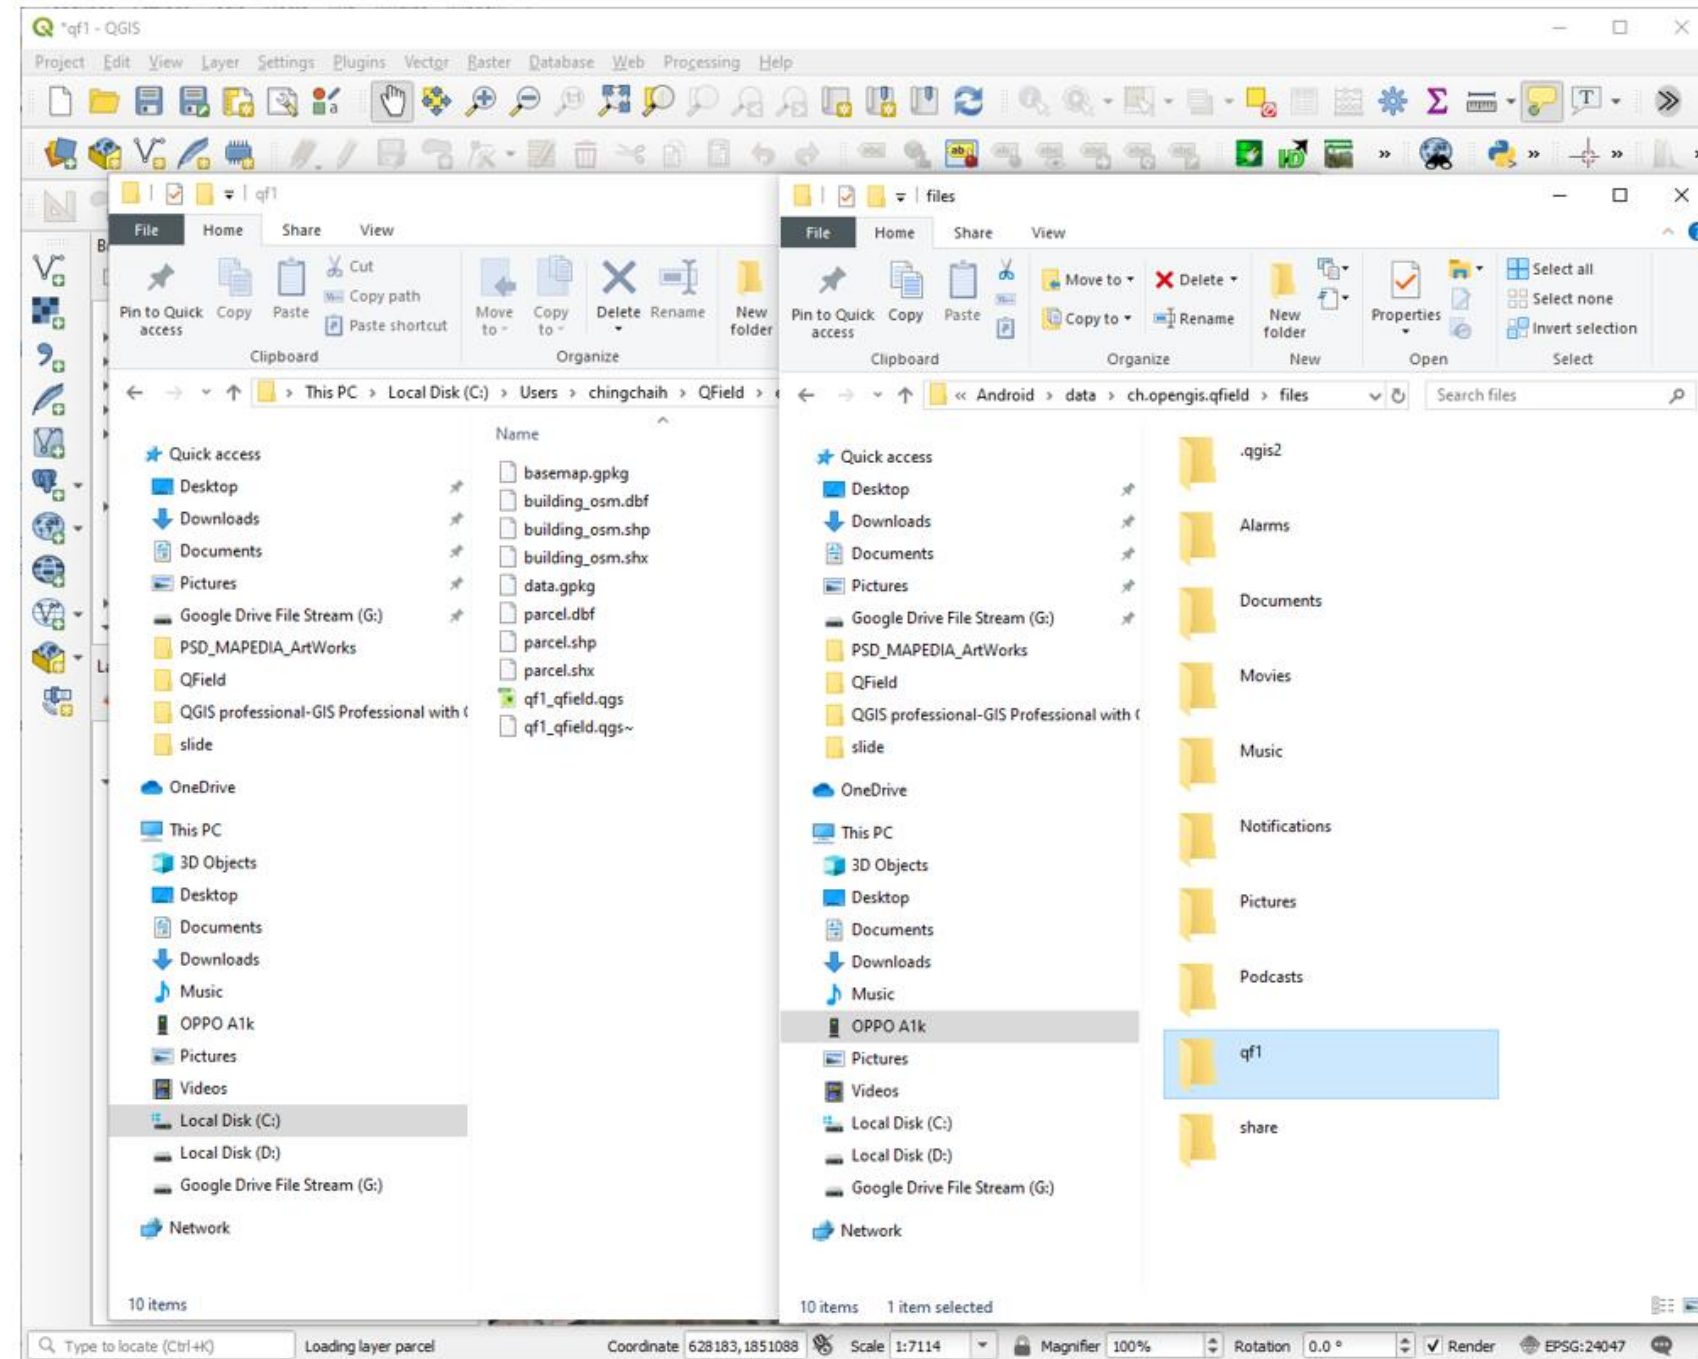 *qf1 - QGIS
Project Edit View Layer Settings Plugins Vector Raster Database Web Processing Help
qf1
File Home Share View
Pin to Quick access
Copy
Paste
Cut
Copy path
Paste shortcut
Clipboard
Move to
Copy to
Delete
Rename
Organize
New folder
This PC > Local Disk (C:) > Users > chingchaih > QField >
Name
Quick access
Desktop
Downloads
Documents
Pictures
Google Drive File Stream (G:)
PSD_MAPEDIA_ArtWorks
QField
QGIS professional-GIS Professional with
slide
OneDrive
This PC
3D Objects
Desktop
Documents
Downloads
Music
OPPO A1k
Pictures
Videos
Local Disk (C:)
Local Disk (D:)
Google Drive File Stream (G:)
Network
basemap.gpkg
building_osm.dbf
building_osm.shp
building_osm.shx
data.gpkg
parcel.dbf
parcel.shp
parcel.shx
qf1_qfield.qgs
qf1_qfield.qgs~
10 items
files
File Home Share View
Pin to Quick access
Copy
Paste
Clipboard
Move to
Copy to
Delete
Rename
Organize
New folder
New
Properties
Open
Select all
Select none
Invert selection
Select
« Android > data > ch.opengis.qfield > files
Search files
Quick access
Desktop
Downloads
Documents
Pictures
Google Drive File Stream (G:)
PSD_MAPEDIA_ArtWorks
QField
QGIS professional-GIS Professional with
slide
OneDrive
This PC
3D Objects
Desktop
Documents
Downloads
Music
OPPO A1k
Pictures
Videos
Local Disk (C:)
Local Disk (D:)
Google Drive File Stream (G:)
Network
.qgis2
Alarms
Documents
Movies
Music
Notifications
Pictures
Podcasts
qf1
share
10 items 1 item selected
Type to locate (Ctrl+K) Loading layer parcel Coordinate 628183,1851088 Scale 1:7114 Magnifier 100% Rotation 0.0 ° Render EPSG:24047